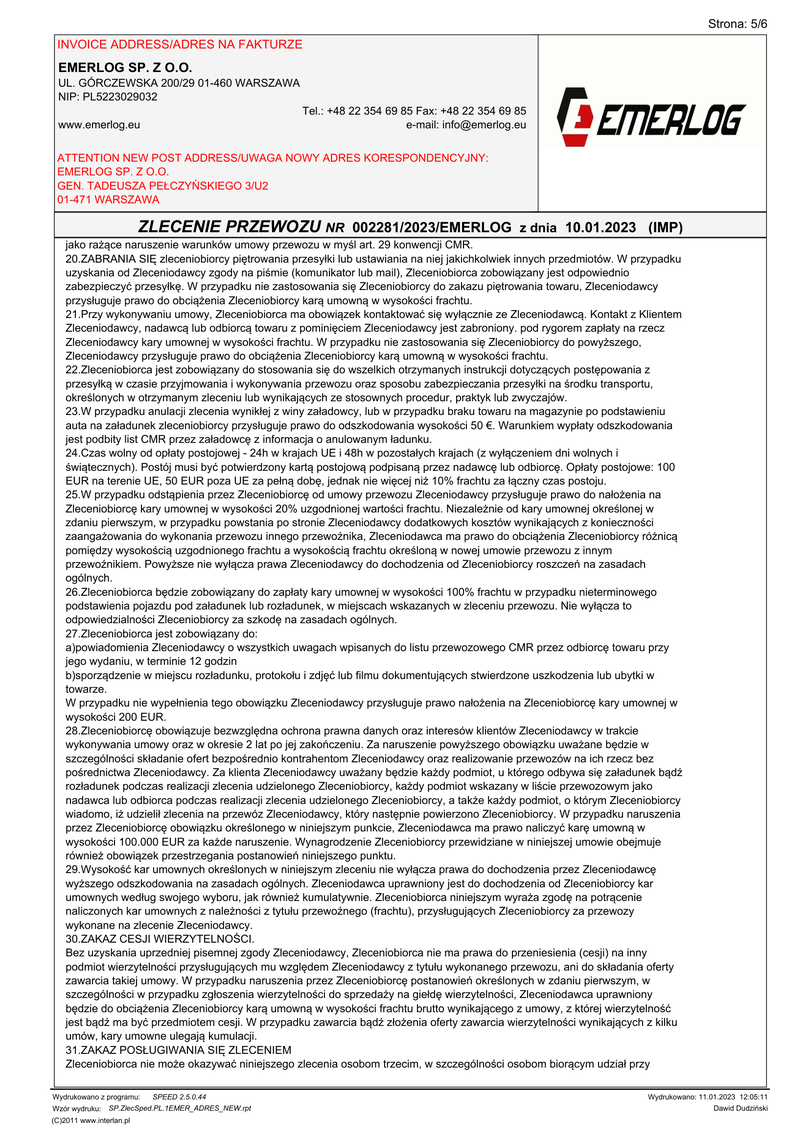 Strona: 5/6
INVOICE ADDRESS/ADRES NA FAKTURZE
EMERLOG SP. Z O.O.
UL. GÓRCZEWSKA 200/29 01-460 WARSZAWA
NIP: PL5223029032
Tel.: +48 22 354 69 85 Fax: +48 22 354 69 85
www.emerlog.eu e-mail: info@emerlog.eu
EMERLOG
ATTENTION NEW POST ADDRESS/UWAGA NOWY ADRES KORESPONDENCYJNY:
EMERLOG SP. Z O.O.
GEN. TADEUSZA PEŁCZYŃSKIEGO 3/U2
01-471 WARSZAWA
ZLECENIE PRZEWOZU NR 002281/2023/EMERLOG z dnia 10.01.2023 (IMP)
jako rażące naruszenie warunków umowy przewozu w myśl art. 29 konwencji CMR.
20.ZABRANIA SIĘ zleceniobiorcy piętrowania przesyłki lub ustawiania na niej jakichkolwiek innych przedmiotów. W przypadku
uzyskania od Zleceniodawcy zgody na piśmie (komunikator lub mail), Zleceniobiorca zobowiązany jest odpowiednio
zabezpieczyć przesyłkę. W przypadku nie zastosowania się Zleceniobiorcy do zakazu piętrowania towaru, Zleceniodawcy
przysługuje prawo do obciążenia Zleceniobiorcy karą umowną w wysokości frachtu.
21.Przy wykonywaniu umowy, Zleceniobiorca ma obowiązek kontaktować się wyłącznie ze Zleceniodawcą. Kontakt z Klientem
Zleceniodawcy, nadawcą lub odbiorcą towaru z pominięciem Zleceniodawcy jest zabroniony. pod rygorem zapłaty na rzecz
Zleceniodawcy kary umownej w wysokości frachtu. W przypadku nie zastosowania się Zleceniobiorcy do powyższego,
Zleceniodawcy przysługuje prawo do obciążenia Zleceniobiorcy karą umowną w wysokości frachtu.
22.Zleceniobiorca jest zobowiązany do stosowania się do wszelkich otrzymanych instrukcji dotyczących postępowania z
przesyłką w czasie przyjmowania i wykonywania przewozu oraz sposobu zabezpieczania przesyłki na środku transportu,
określonych w otrzymanym zleceniu lub wynikających ze stosownych procedur, praktyk lub zwyczajów.
23.W przypadku anulacji zlecenia wynikłej z winy załadowcy, lub w przypadku braku towaru na magazynie po podstawieniu
auta na załadunek zleceniobiorcy przysługuje prawo do odszkodowania wysokości 50 €. Warunkiem wypłaty odszkodowania
jest podbity list CMR przez załadowcę z informacja o anulowanym ładunku.
24.Czas wolny od opłaty postojowej - 24h w krajach UE i 48h w pozostałych krajach (z wyłączeniem dni wolnych i
świątecznych). Postój musi być potwierdzony kartą postojową podpisaną przez nadawcę lub odbiorcę. Opłaty postojowe: 100
EUR na terenie UE, 50 EUR poza UE za pełną dobę, jednak nie więcej niż 10% frachtu za łączny czas postoju.
25.W przypadku odstąpienia przez Zleceniobiorcę od umowy przewozu Zleceniodawcy przysługuje prawo do nałożenia na
Zleceniobiorcę kary umownej w wysokości 20% uzgodnionej wartości frachtu. Niezależnie od kary umownej określonej w
zdaniu pierwszym, w przypadku powstania po stronie Zleceniodawcy dodatkowych kosztów wynikających z konieczności
zaangażowania do wykonania przewozu innego przewoźnika, Zleceniodawca ma prawo do obciążenia Zleceniobiorcy różnicą
pomiędzy wysokością uzgodnionego frachtu a wysokością frachtu określoną w nowej umowie przewozu z innym
przewoźnikiem. Powyższe nie wyłącza prawa Zleceniodawcy do dochodzenia od Zleceniobiorcy roszczeń na zasadach
ogólnych.
26.Zleceniobiorca będzie zobowiązany do zapłaty kary umownej w wysokości 100% frachtu w przypadku nieterminowego
podstawienia pojazdu pod załadunek lub rozładunek, w miejscach wskazanych w zleceniu przewozu. Nie wyłącza to
odpowiedzialności Zleceniobiorcy za szkodę na zasadach ogólnych.
27.Zleceniobiorca jest zobowiązany do:
a)powiadomienia Zleceniodawcy o wszystkich uwagach wpisanych do listu przewozowego CMR przez odbiorcę towaru przy
jego wydaniu, w terminie 12 godzin
b)sporządzenie w miejscu rozładunku, protokołu i zdjęć lub filmu dokumentujących stwierdzone uszkodzenia lub ubytki w
towarze.
W przypadku nie wypełnienia tego obowiązku Zleceniodawcy przysługuje prawo nałożenia na Zleceniobiorcę kary umownej w
wysokości 200 EUR.
28.Zleceniobiorcę obowiązuje bezwzględna ochrona prawna danych oraz interesów klientów Zleceniodawcy w trakcie
wykonywania umowy oraz w okresie 2 lat po jej zakończeniu. Za naruszenie powyższego obowiązku uważane będzie w
szczególności składanie ofert bezpośrednio kontrahentom Zleceniodawcy oraz realizowanie przewozów na ich rzecz bez
pośrednictwa Zleceniodawcy. Za klienta Zleceniodawcy uważany będzie każdy podmiot, u którego odbywa się załadunek bądź
rozładunek podczas realizacji zlecenia udzielonego Zleceniobiorcy, każdy podmiot wskazany w liście przewozowym jako
nadawca lub odbiorca podczas realizacji zlecenia udzielonego Zleceniobiorcy, a także każdy podmiot, o którym Zleceniobiorcy
wiadomo, iż udzielił zlecenia na przewóz Zleceniodawcy, który następnie powierzono Zleceniobiorcy. W przypadku naruszenia
przez Zleceniobiorcę obowiązku określonego w niniejszym punkcie, Zleceniodawca ma prawo naliczyć karę umowną w
wysokości 100.000 EUR za każde naruszenie. Wynagrodzenie Zleceniobiorcy przewidziane w niniejszej umowie obejmuje
również obowiązek przestrzegania postanowień niniejszego punktu.
29.Wysokość kar umownych określonych w niniejszym zleceniu nie wyłącza prawa do dochodzenia przez Zleceniodawcę
wyższego odszkodowania na zasadach ogólnych. Zleceniodawca uprawniony jest do dochodzenia od Zleceniobiorcy kar
umownych według swojego wyboru, jak również kumulatywnie. Zleceniobiorca niniejszym wyraża zgodę na potrącenie
naliczonych kar umownych z należności z tytułu przewoźnego (frachtu), przysługujących Zleceniobiorcy za przewozy
wykonane na zlecenie Zleceniodawcy.
30.ZAKAZ CESJI WIERZYTELNOŚCI.
Bez uzyskania uprzedniej pisemnej zgody Zleceniodawcy, Zleceniobiorca nie ma prawa do przeniesienia (cesji) na inny
podmiot wierzytelności przysługujących mu względem Zleceniodawcy z tytułu wykonanego przewozu, ani do składania oferty
zawarcia takiej umowy. W przypadku naruszenia przez Zleceniobiorcę postanowień określonych w zdaniu pierwszym, w
szczególności w przypadku zgłoszenia wierzytelności do sprzedaży na giełdę wierzytelności, Zleceniodawca uprawniony
będzie do obciążenia Zleceniobiorcy karą umowną w wysokości frachtu brutto wynikającego z umowy, z której wierzytelność
jest bądź ma być przedmiotem cesji. W przypadku zawarcia bądź złożenia oferty zawarcia wierzytelności wynikających z kilku
umów, kary umowne ulegają kumulacji.
31.ZAKAZ POSŁUGIWANIA SIĘ ZLECENIEM
Zleceniobiorca nie może okazywać niniejszego zlecenia osobom trzecim, w szczególności osobom biorącym udział przy
Wydrukowano z programu: SPEED 2.5.0.44 Wydrukowano: 11.01.2023 12:05:11
Wzór wydruku: SP.ZlecSped.PL.1EMER_ADRES_NEW.rpt Dawid Dudziński
(C)2011 www.interlan.pl